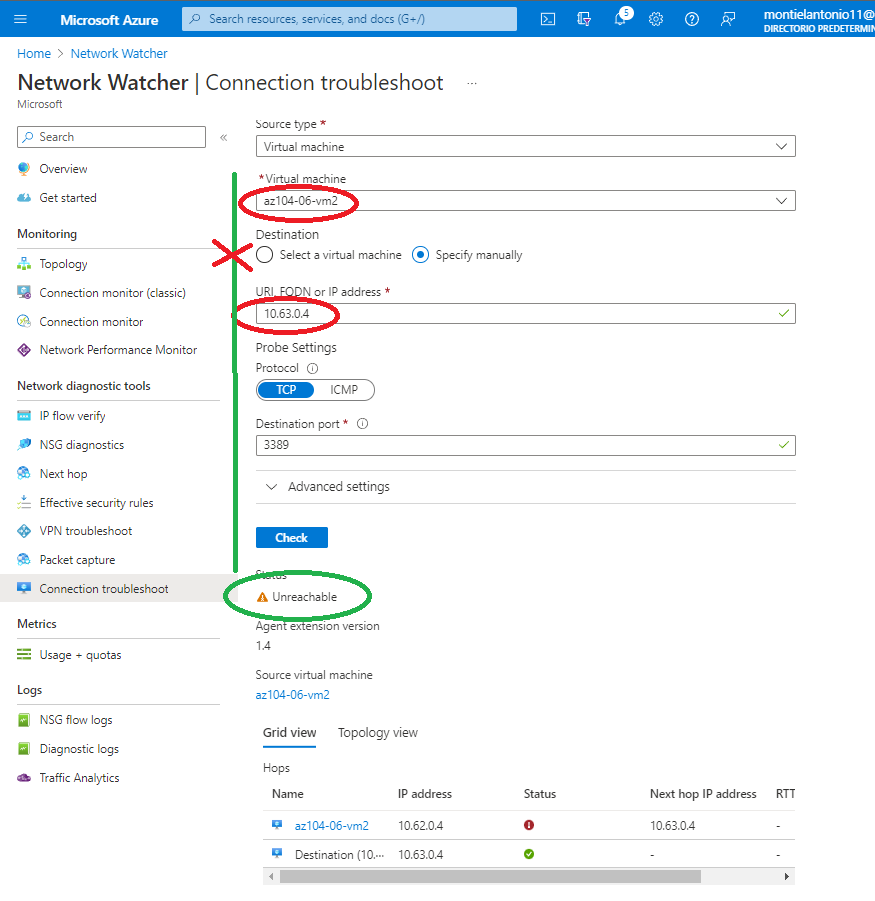 Microsoft Azure
Search resources, services, and docs (G+/)
5
montielantonio11@
DIRECTORIO PREDETERMIN
Home > Network Watcher
Network Watcher | Connection troubleshoot ...
Microsoft
Search
«
Overview
Get started
Monitoring
Topology
Connection monitor (classic)
Connection monitor
Network Performance Monitor
Network diagnostic tools
IP flow verify
NSG diagnostics
Next hop
Effective security rules
VPN troubleshoot
Packet capture
Connection troubleshoot
Metrics
Usage + quotas
Logs
NSG flow logs
Diagnostic logs
Traffic Analytics
Source type *
Virtual machine
* Virtual machine
az104-06-vm2
Destination
Select a virtual machine Specify manually
URI, FQDN or IP address *
10.63.0.4
Probe Settings
Protocol
TCP ICMP
Destination port *
3389
Advanced settings
Check
Status
Unreachable
Agent extension version
1.4
Source virtual machine
az104-06-vm2
Grid view Topology view
Hops
Name IP address Status Next hop IP address RTT
az104-06-vm2 10.62.0.4 10.63.0.4 -
Destination (10.... 10.63.0.4 - -